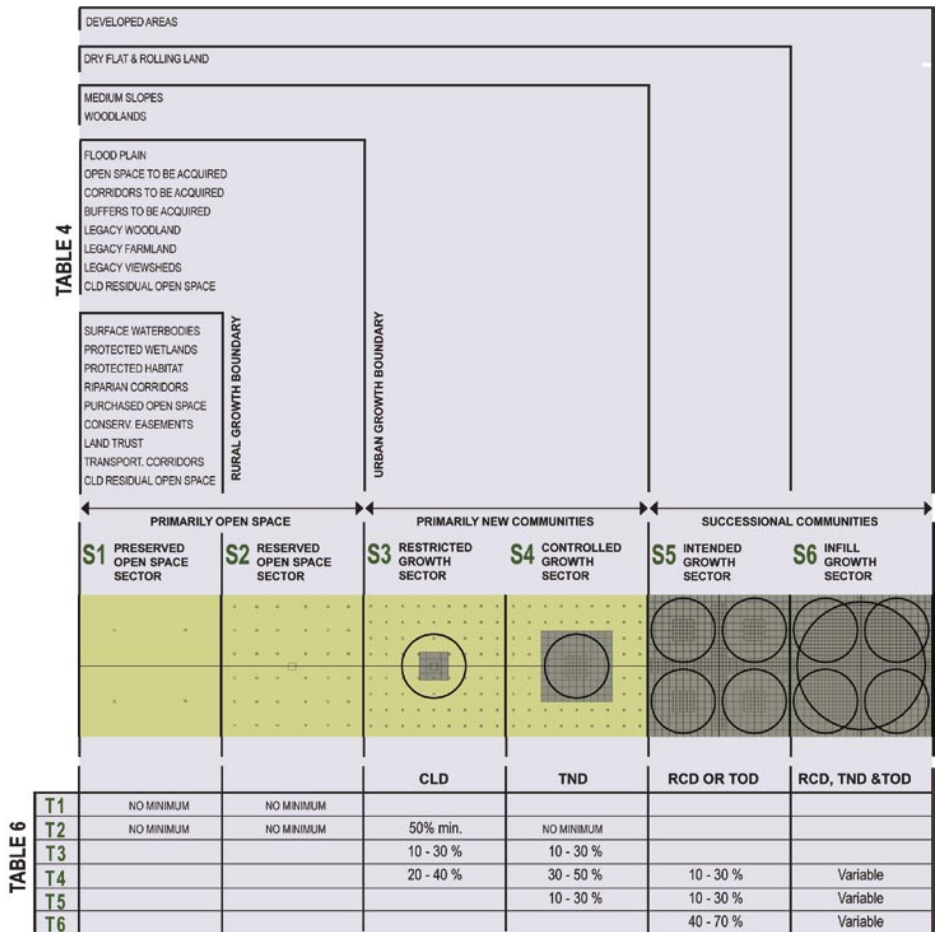 DEVELOPED AREAS
DRY FLAT & ROLLING LAND
MEDIUM SLOPES
WOODLANDS
FLOOD PLAIN
OPEN SPACE TO BE ACQUIRED
CORRIDORS TO BE ACQUIRED
BUFFERS TO BE ACQUIRED
LEGACY WOODLAND
LEGACY FARMLAND
LEGACY VIEWSHEDS
CLD RESIDUAL OPEN SPACE
TABLE 4
SURFACE WATERBODIES
PROTECTED WETLANDS
PROTECTED HABITAT
RIPARIAN CORRIDORS
PURCHASED OPEN SPACE
CONSERV. EASEMENTS
LAND TRUST
TRANSPORT. CORRIDORS
CLD RESIDUAL OPEN SPACE
RURAL GROWTH BOUNDARY
URBAN GROWTH BOUNDARY
PRIMARILY OPEN SPACE
PRIMARILY NEW COMMUNITIES
SUCCESSIONAL COMMUNITIES
S1 PRESERVED
OPEN SPACE
SECTOR
S2 RESERVED
OPEN SPACE
SECTOR
S3 RESTRICTED
GROWTH
SECTOR
S4 CONTROLLED
GROWTH
SECTOR
S5 INTENDED
GROWTH
SECTOR
S6 INFILL
GROWTH
SECTOR
CLD TND RCD OR TOD RCD, TND &TOD
TABLE 6
T1 NO MINIMUM NO MINIMUM
T2 NO MINIMUM NO MINIMUM 50% min. NO MINIMUM
T3 10 - 30 % 10 - 30 %
T4 20 - 40 % 30 - 50 % 10 - 30 % Variable
T5 10 - 30 % 10 - 30 % Variable
T6 40 - 70 % Variable